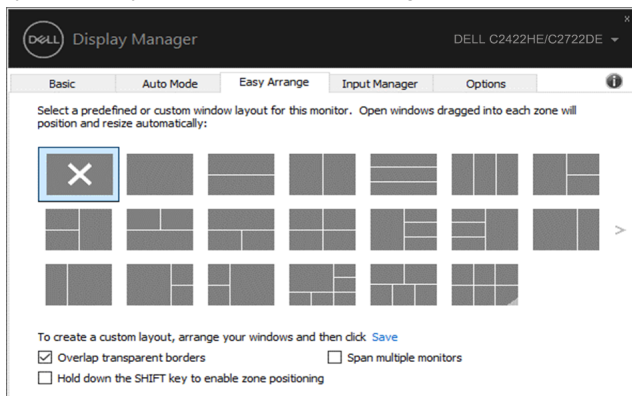 DELL Display Manager
DELL C2422HE/C2722DE
Basic Auto Mode Easy Arrange Input Manager Options
Select a predefined or custom window layout for this monitor. Open windows dragged into each zone will
position and resize automatically:
To create a custom layout, arrange your windows and then click Save
Overlap transparent borders Span multiple monitors
Hold down the SHIFT key to enable zone positioning